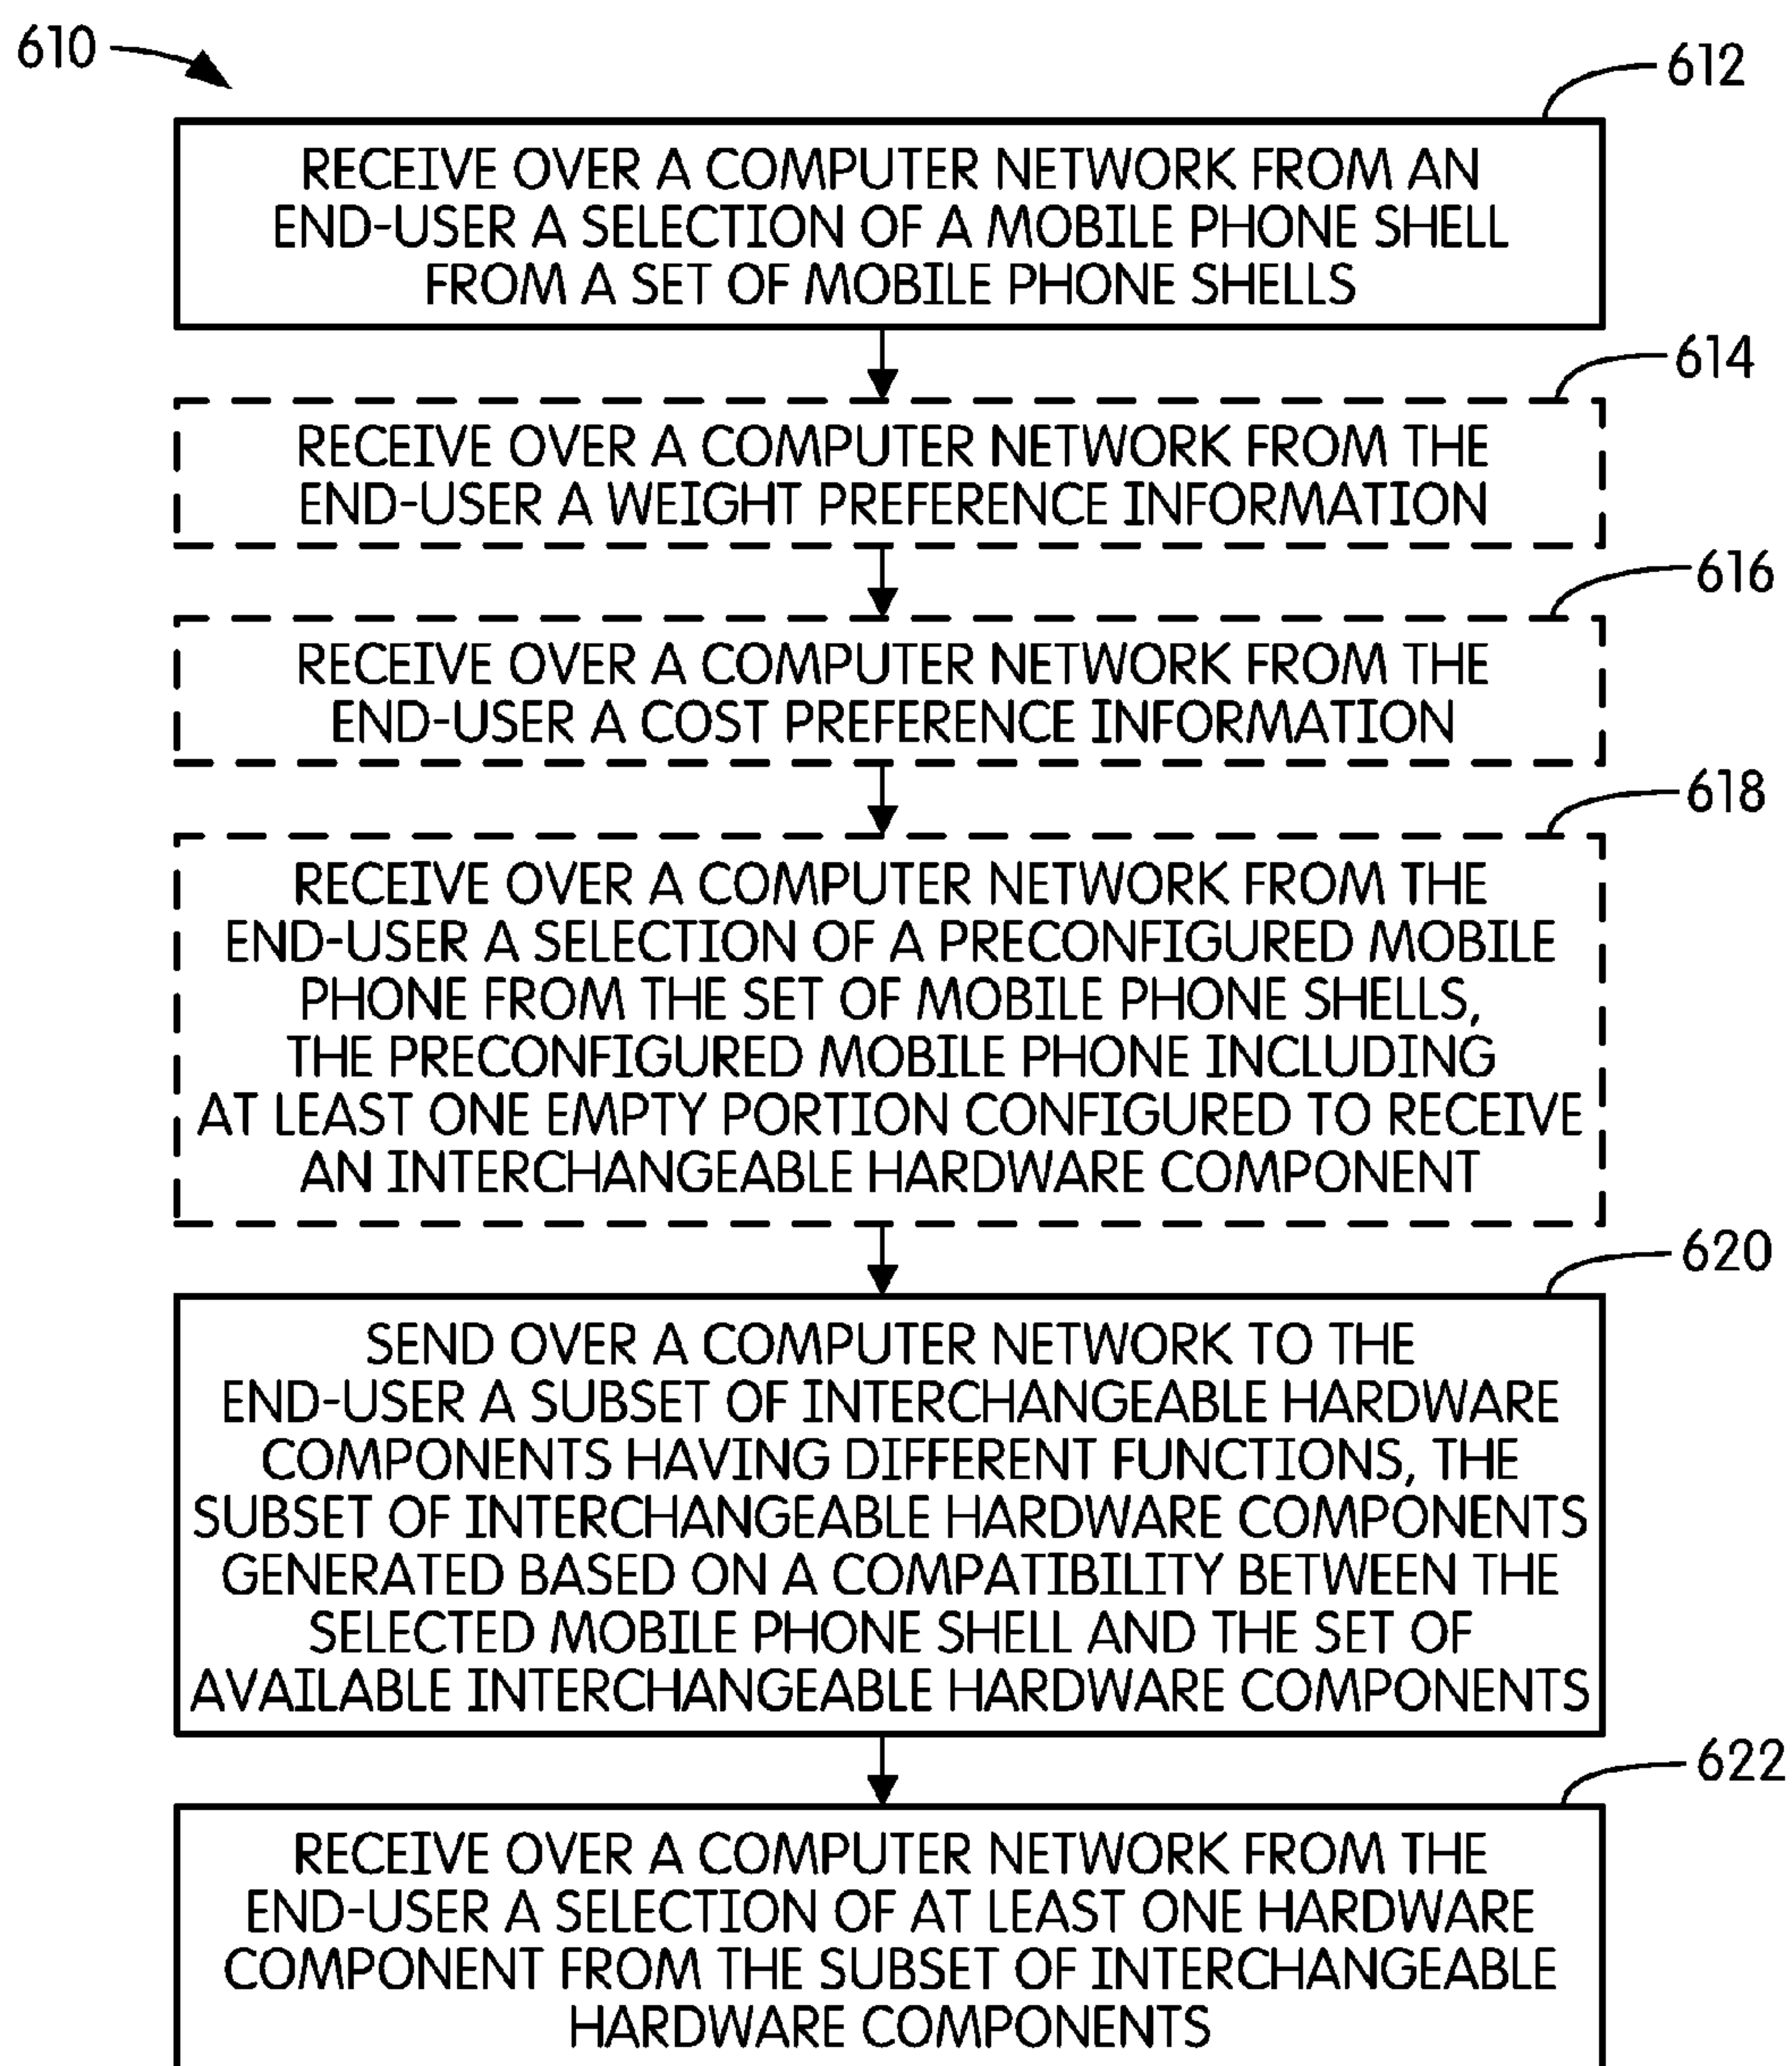 610
612
RECEIVE OVER A COMPUTER NETWORK FROM AN
END-USER A SELECTION OF A MOBILE PHONE SHELL
FROM A SET OF MOBILE PHONE SHELLS
614
RECEIVE OVER A COMPUTER NETWORK FROM THE
END-USER A WEIGHT PREFERENCE INFORMATION
616
RECEIVE OVER A COMPUTER NETWORK FROM THE
END-USER A COST PREFERENCE INFORMATION
618
RECEIVE OVER A COMPUTER NETWORK FROM THE
END-USER A SELECTION OF A PRECONFIGURED MOBILE
PHONE FROM THE SET OF MOBILE PHONE SHELLS,
THE PRECONFIGURED MOBILE PHONE INCLUDING
AT LEAST ONE EMPTY PORTION CONFIGURED TO RECEIVE
AN INTERCHANGEABLE HARDWARE COMPONENT
620
SEND OVER A COMPUTER NETWORK TO THE
END-USER A SUBSET OF INTERCHANGEABLE HARDWARE
COMPONENTS HAVING DIFFERENT FUNCTIONS, THE
SUBSET OF INTERCHANGEABLE HARDWARE COMPONENTS
GENERATED BASED ON A COMPATIBILITY BETWEEN THE
SELECTED MOBILE PHONE SHELL AND THE SET OF
AVAILABLE INTERCHANGEABLE HARDWARE COMPONENTS
622
RECEIVE OVER A COMPUTER NETWORK FROM THE
END-USER A SELECTION OF AT LEAST ONE HARDWARE
COMPONENT FROM THE SUBSET OF INTERCHANGEABLE
HARDWARE COMPONENTS